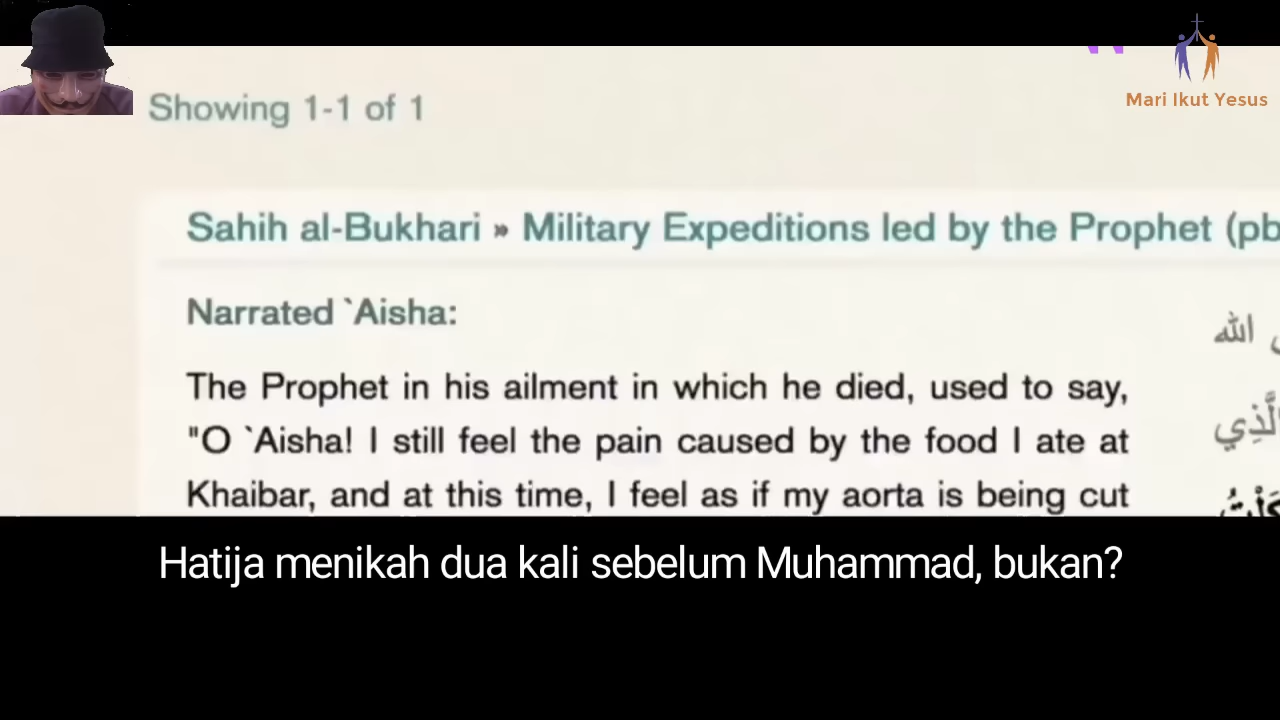 Mari Ikut Yesus
Showing 1-1 of 1
Sahih al-Bukhari » Military Expeditions led by the Prophet (pb
Narrated `Aisha:
الله
The Prophet in his ailment in which he died, used to say,
"O `Aisha! I still feel the pain caused by the food I ate at
لَّذِي
Khaibar, and at this time, I feel as if my aorta is being cut
Hatija menikah dua kali sebelum Muhammad, bukan?